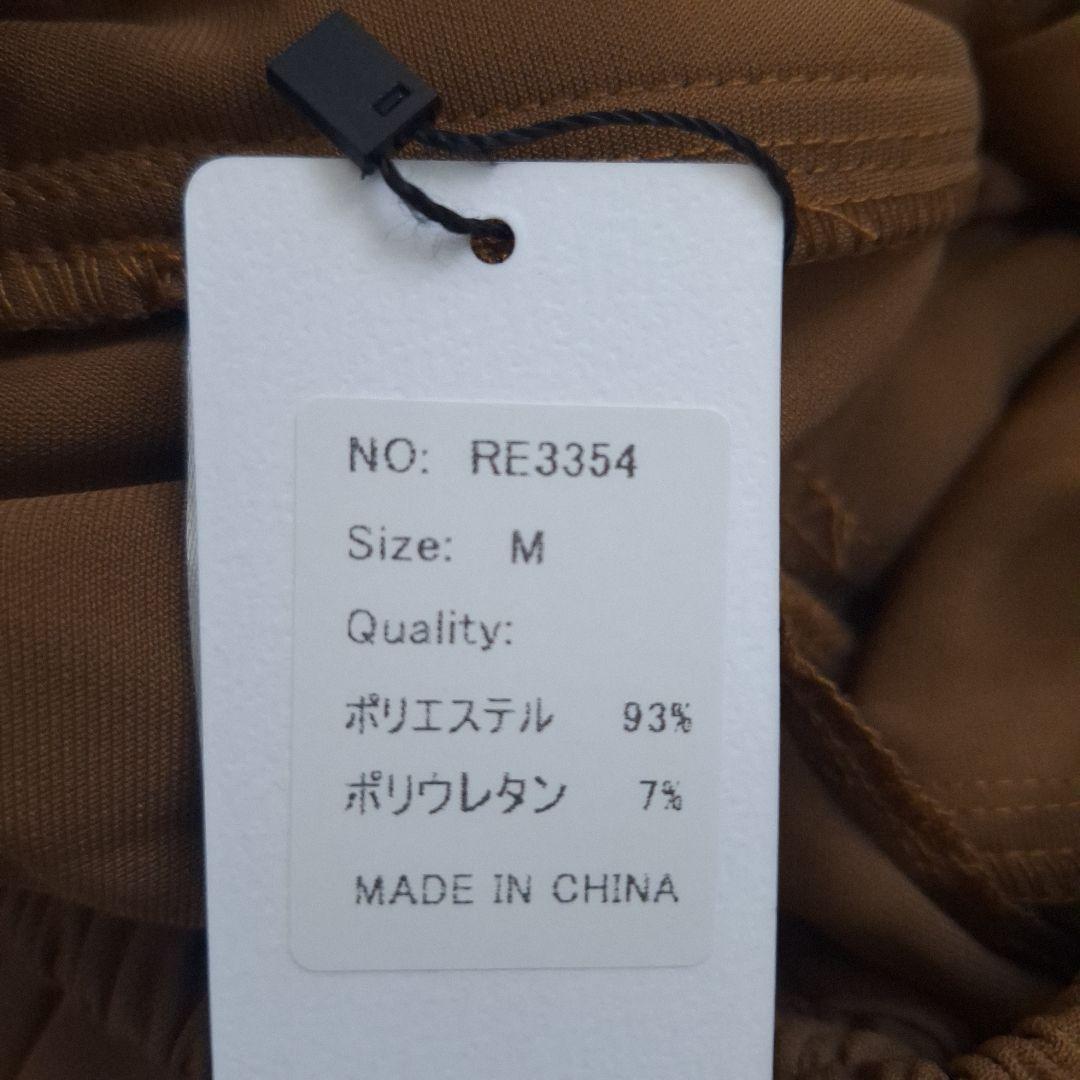 NO: RE3354
Size: M
Quality:
ポリエステル 93%
ポリウレタン 7%
MADE IN CHINA